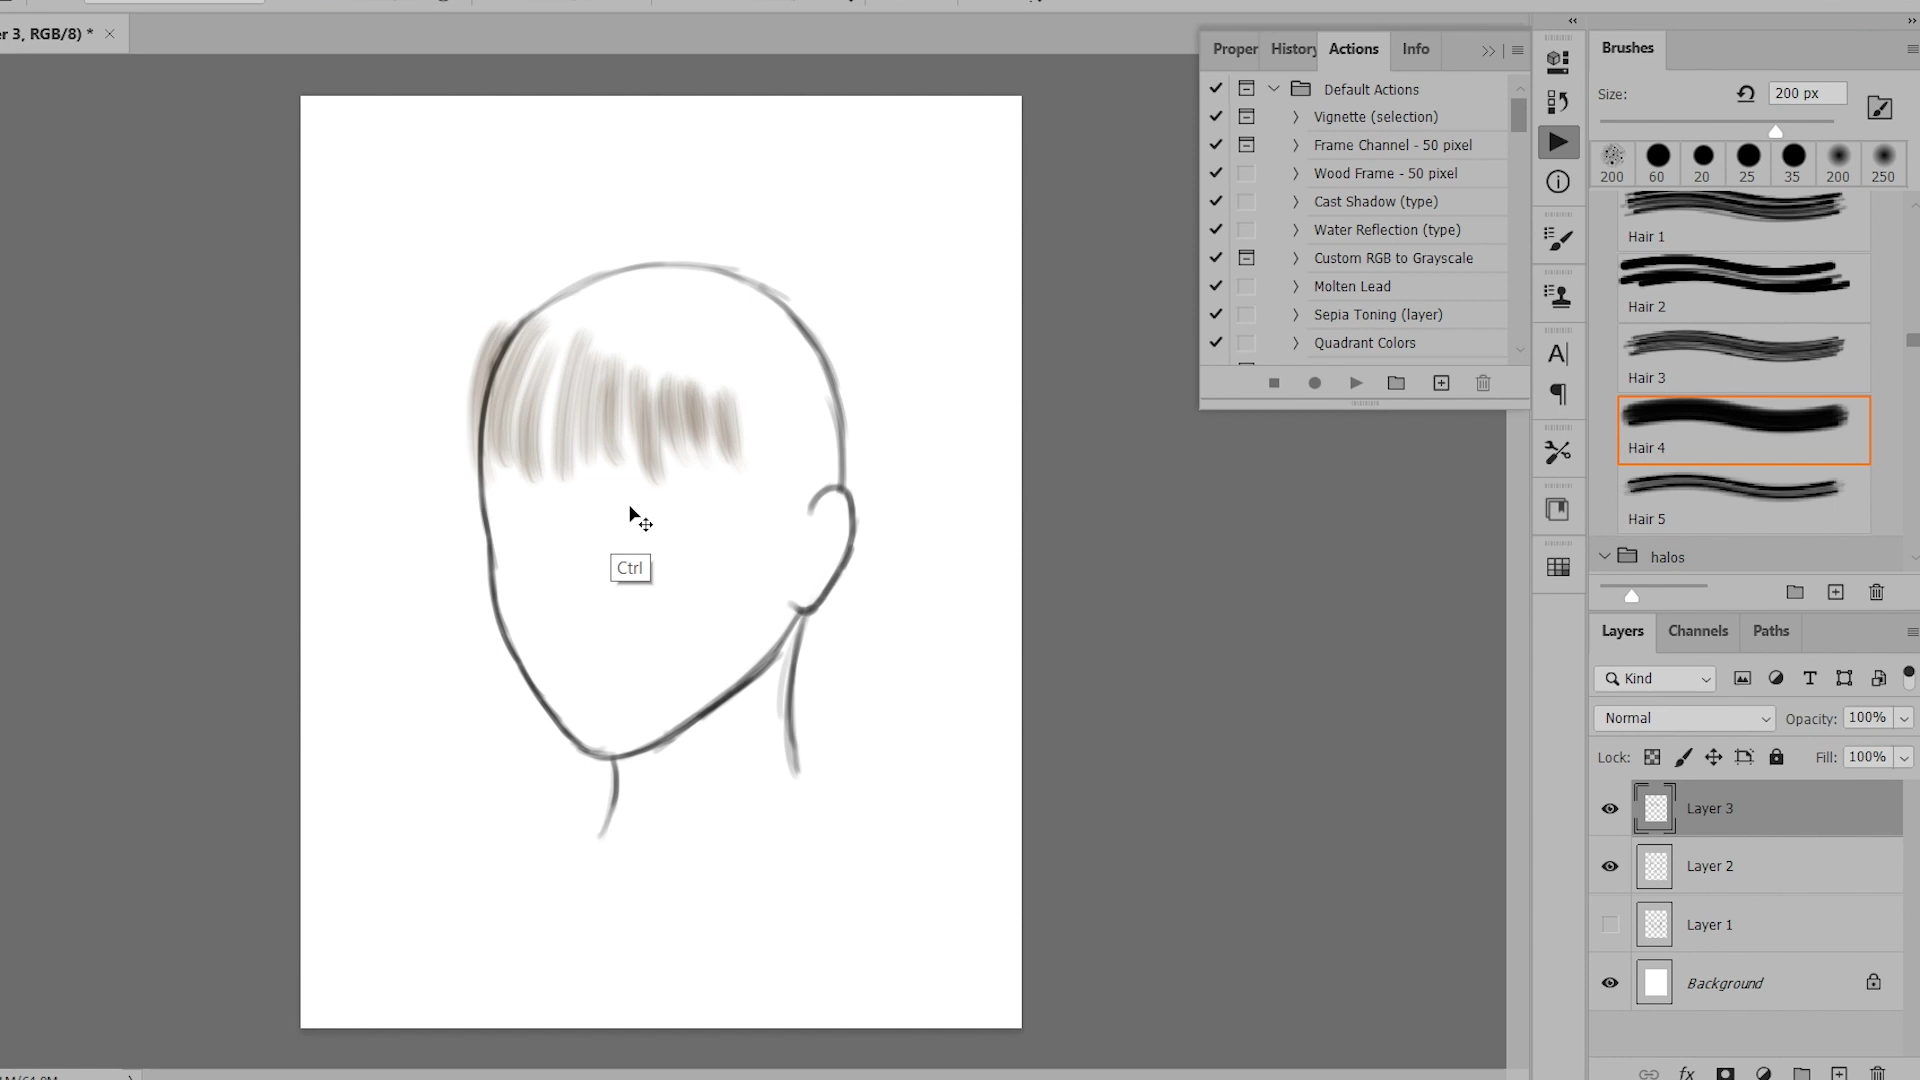 er 3, RGB/8) *
Proper
History
Actions
Info
Default Actions
Vignette (selection)
Frame Channel - 50 pixel
Wood Frame - 50 pixel
Cast Shadow (type)
Water Reflection (type)
Custom RGB to Grayscale
Molten Lead
Sepia Toning (layer)
Quadrant Colors
Ctrl
Brushes
Size:
200 px
200
60
20
25
35
200
250
Hair 1
Hair 2
Hair 3
Hair 4
Hair 5
halos
Layers
Channels
Paths
Kind
Normal
Opacity:
100%
Lock:
Fill:
100%
Layer 3
Layer 2
Layer 1
Background
fx